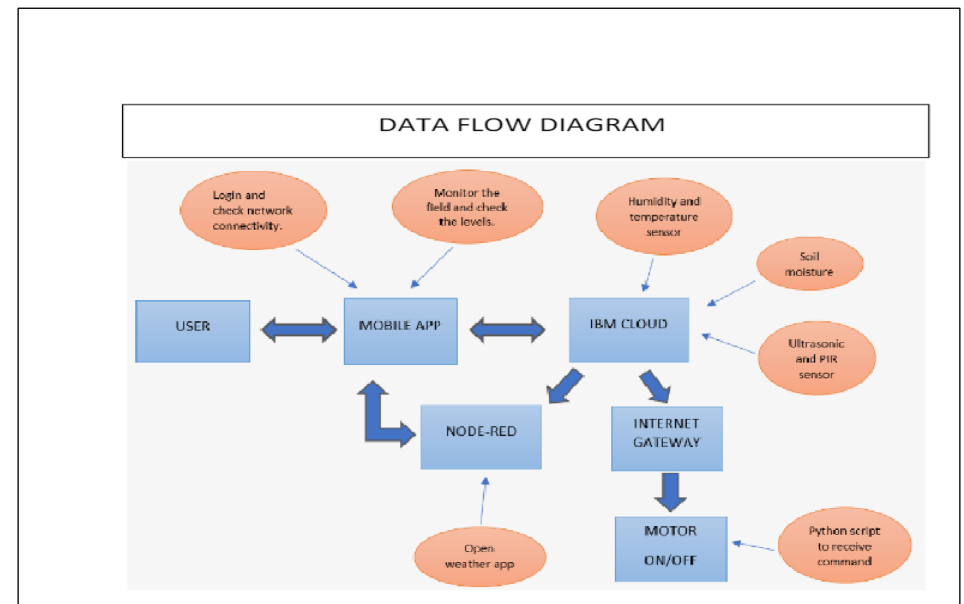 DATA FLOW DIAGRAM
Login and
check network
connectivity.
Monitor the
field and check
the levels.
Humidity and
temperature
sensor
Soil
moisture
USER
MOBILE APP
IBM CLOUD
Ultrasonic
and PIR
sensor
NODE-RED
INTERNET
GATEWAY
Open
weather app
MOTOR
ON/OFF
Python script
to receive
command